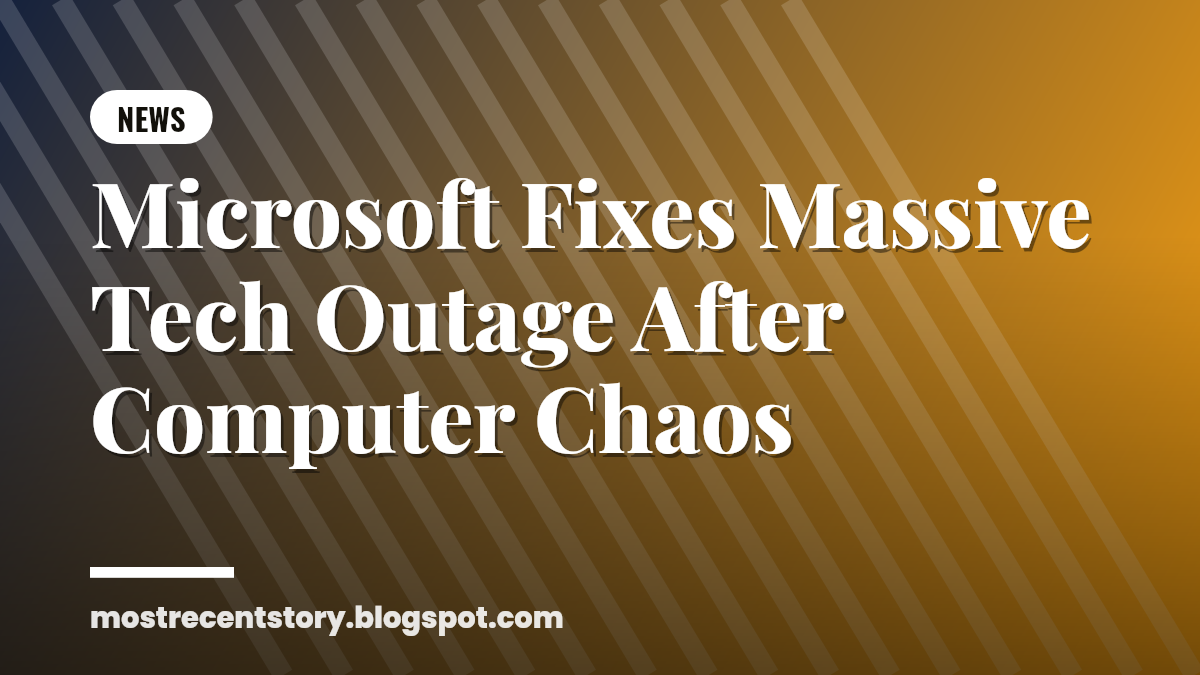 NEWS
Microsoft Fixes Massive
Tech Outage After
Computer Chaos
mostrecentstory.blogspot.com